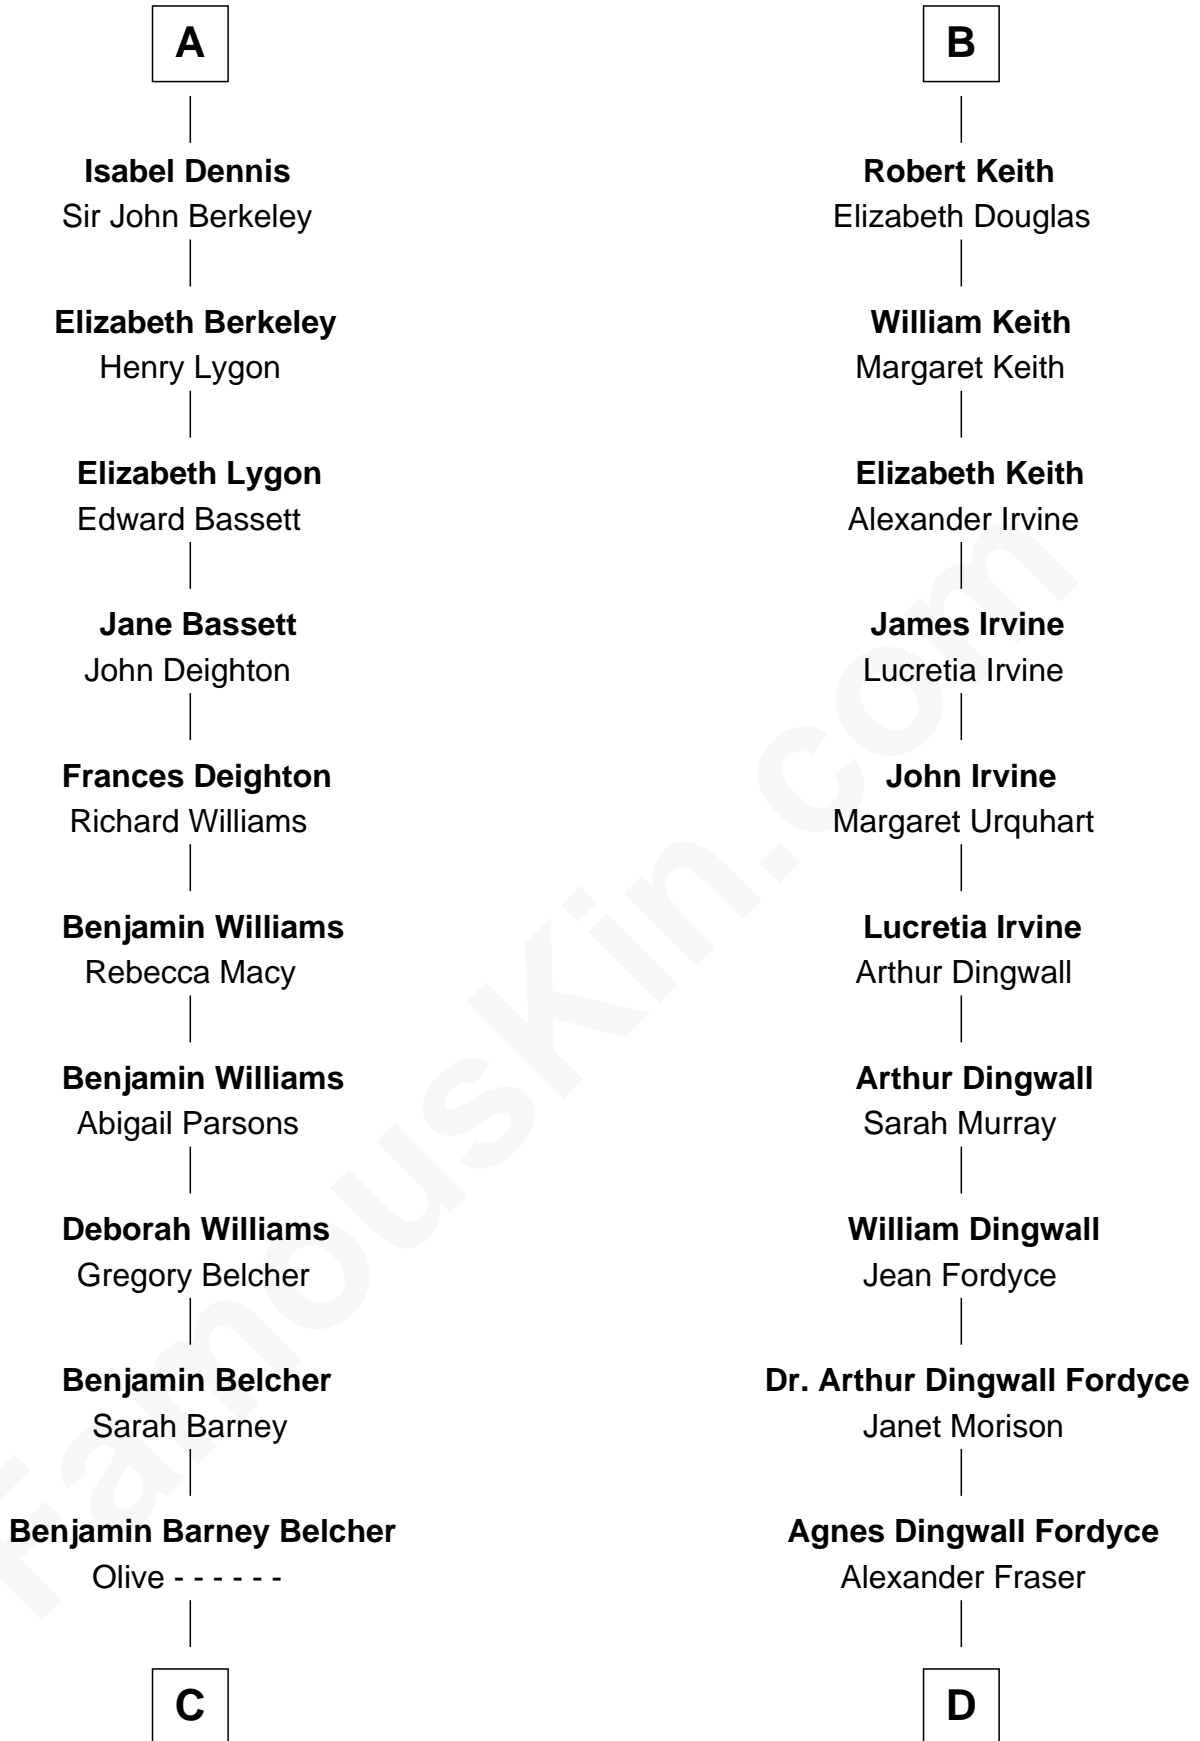 A
Isabel Dennis
Sir John Berkeley
Elizabeth Berkeley
Henry Lygon
Elizabeth Lygon
Edward Bassett
Jane Bassett
John Deighton
Frances Deighton
Richard Williams
Benjamin Williams
Rebecca Macy
Benjamin Williams
Abigail Parsons
Deborah Williams
Gregory Belcher
Benjamin Belcher
Sarah Barney
Benjamin Barney Belcher
Olive - - - - - -
C
B
Robert Keith
Elizabeth Douglas
William Keith
Margaret Keith
Elizabeth Keith
Alexander Irvine
James Irvine
Lucretia Irvine
John Irvine
Margaret Urquhart
Lucretia Irvine
Arthur Dingwall
Arthur Dingwall
Sarah Murray
William Dingwall
Jean Fordyce
Dr. Arthur Dingwall Fordyce
Janet Morison
Agnes Dingwall Fordyce
Alexander Fraser
D
FamousKin.com